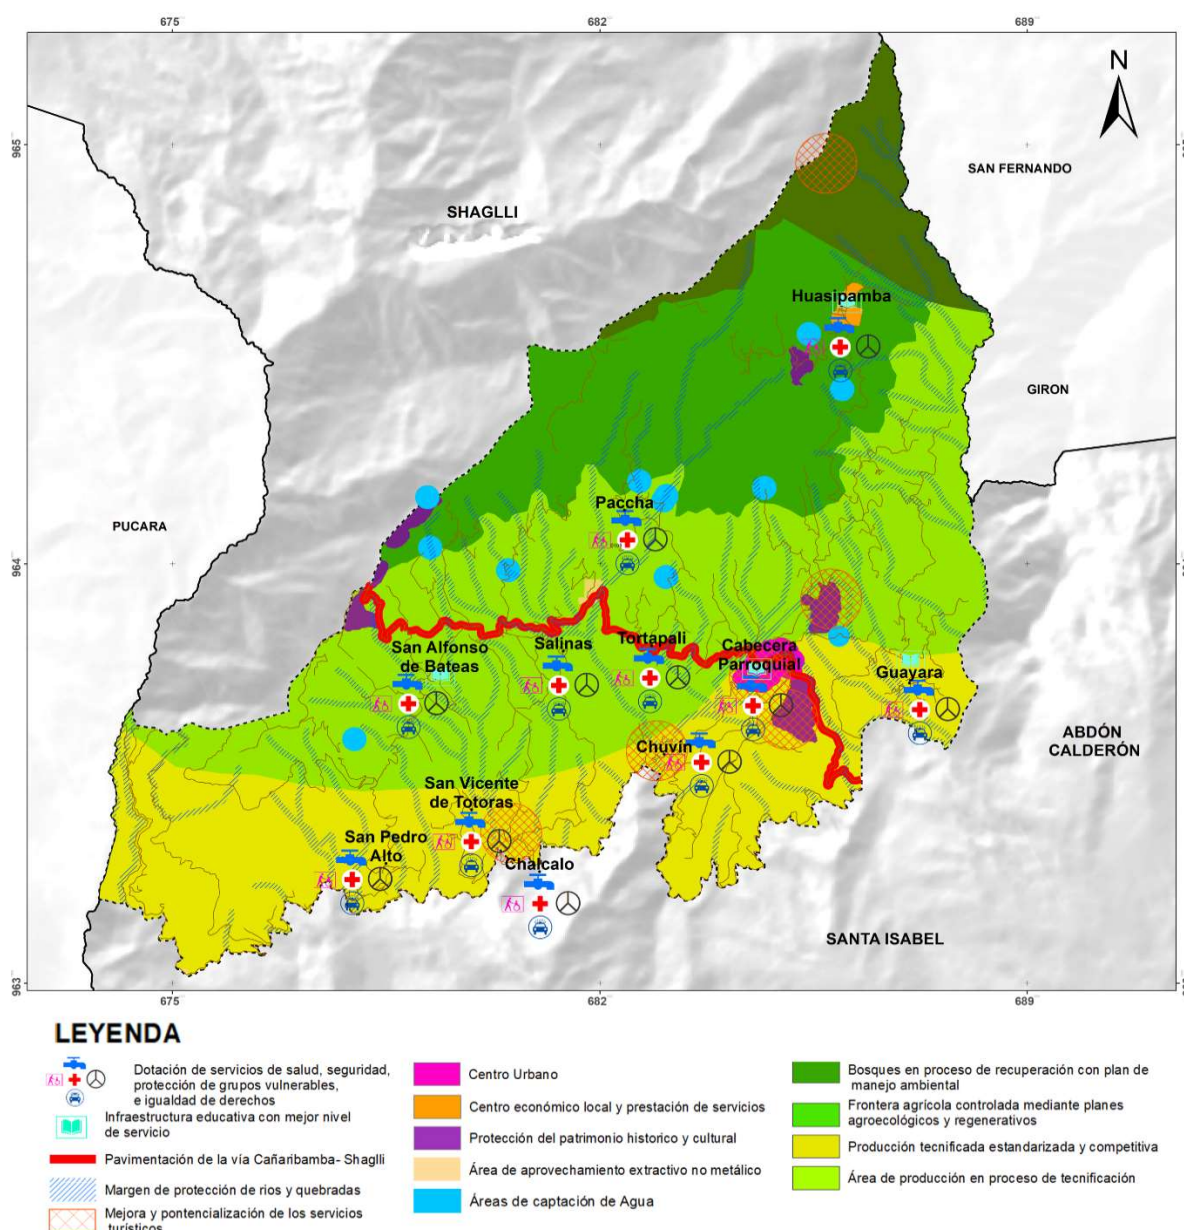 675
682
689
965
N
SAN FERNANDO
SHAGLLI
Huasipamba
GIRON
PUCARA
Paccha
964
San Alfonso
de Bateas
Salinas
Tortapali
Cabecera
Parroquial
Guayara
ABDÓN
CALDERÓN
Chuvín
San Vicente
de Totoras
San Pedro
Alto
Chalcalo
SANTA ISABEL
963
675
682
689
LEYENDA
Dotación de servicios de salud, seguridad,
protección de grupos vulnerables,
e igualdad de derechos
Infraestructura educativa con mejor nivel
de servicio
Pavimentación de la vía Cañaribamba- Shaglli
Margen de protección de rios y quebradas
Mejora y pontencialización de los servicios
turísticos
Centro Urbano
Centro económico local y prestación de servicios
Protección del patrimonio historico y cultural
Área de aprovechamiento extractivo no metálico
Áreas de captación de Agua
Bosques en proceso de recuperación con plan de
manejo ambiental
Frontera agrícola controlada mediante planes
agroecológicos y regenerativos
Producción tecnificada estandarizada y competitiva
Área de producción en proceso de tecnificación